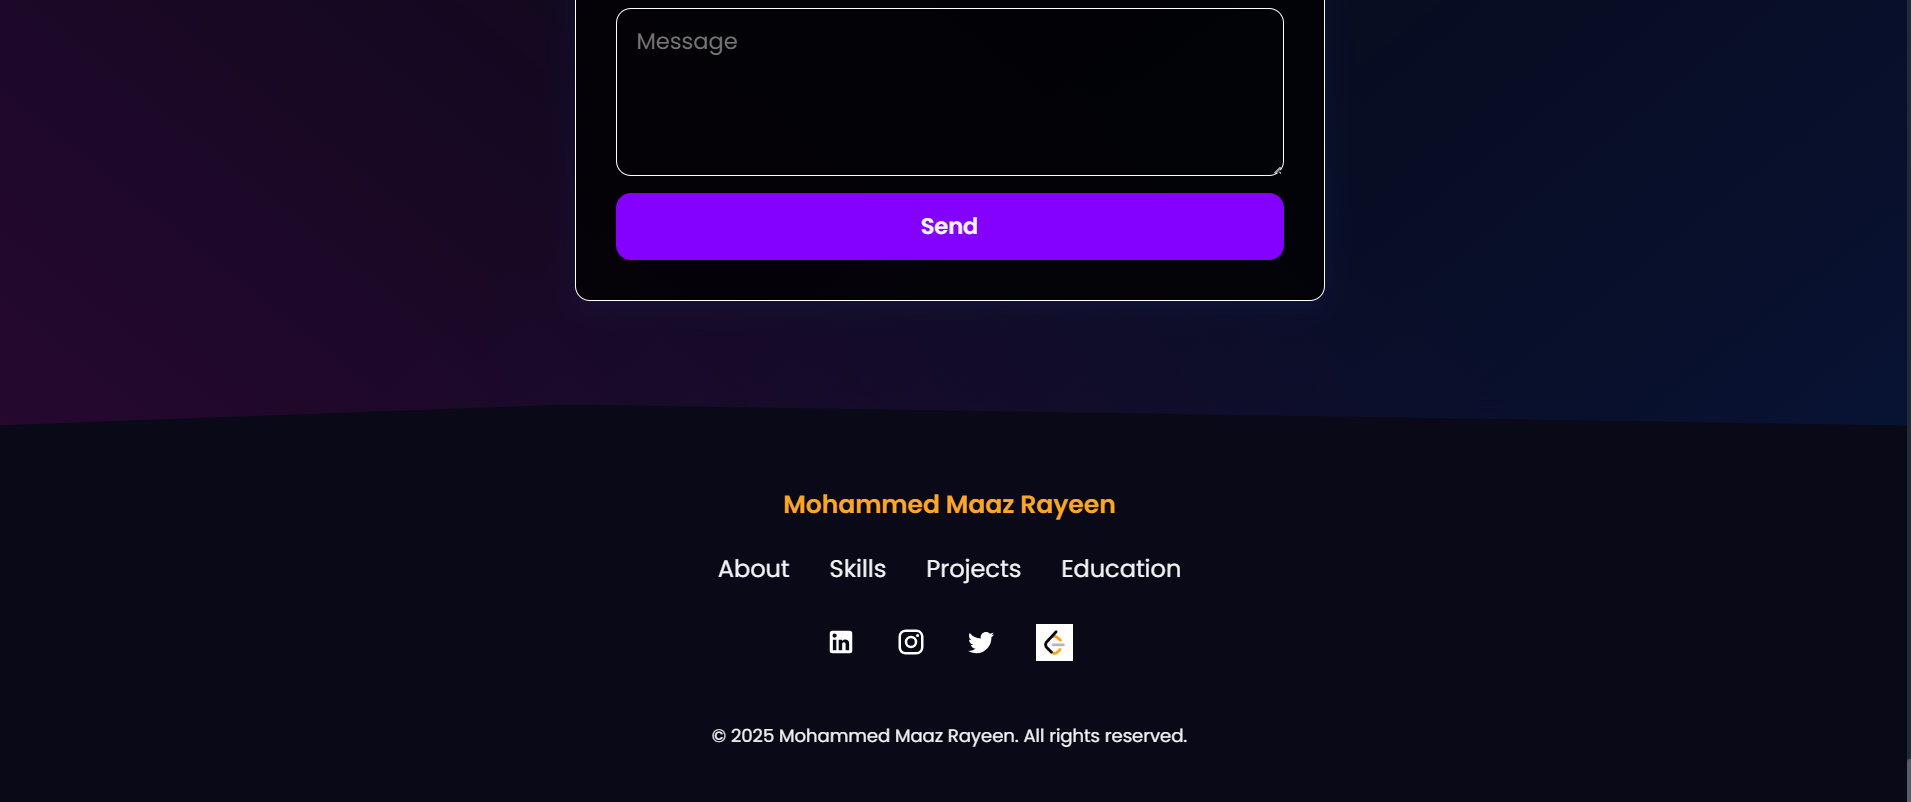 Message
Send
Mohammed Maaz Rayeen
About Skills Projects Education
© 2025 Mohammed Maaz Rayeen. All rights reserved.